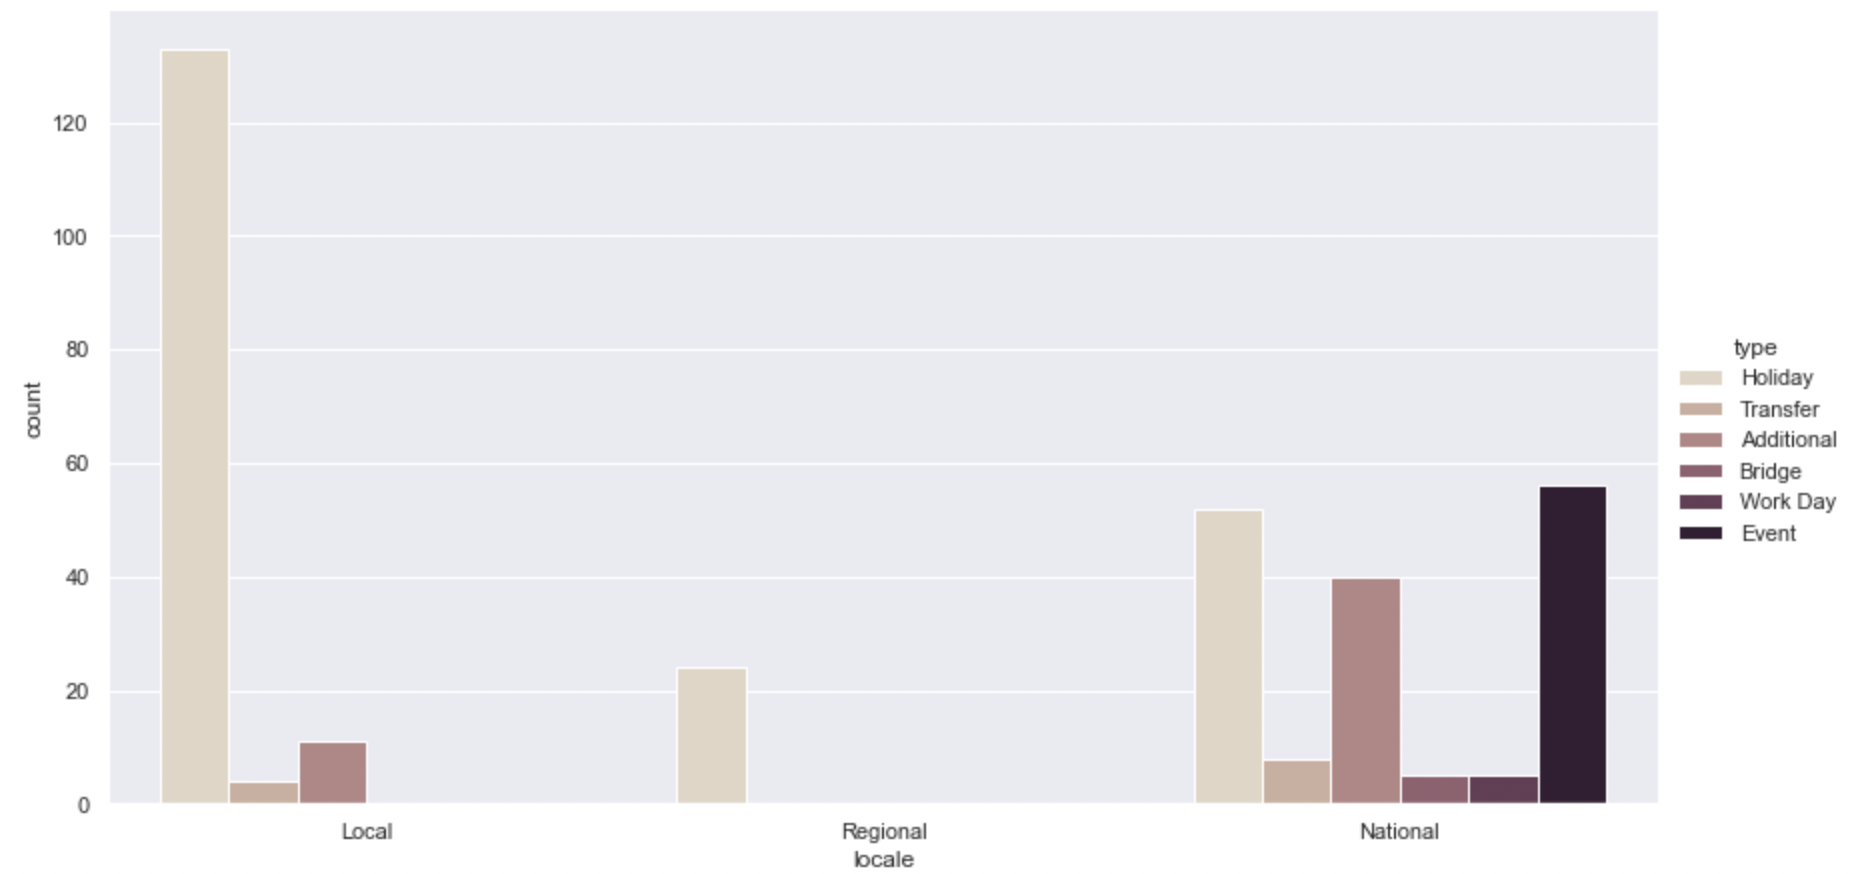 120
100
80
60
40
20
0
count
Local
Regional
National
locale
type
Holiday
Transfer
Additional
Bridge
Work Day
Event